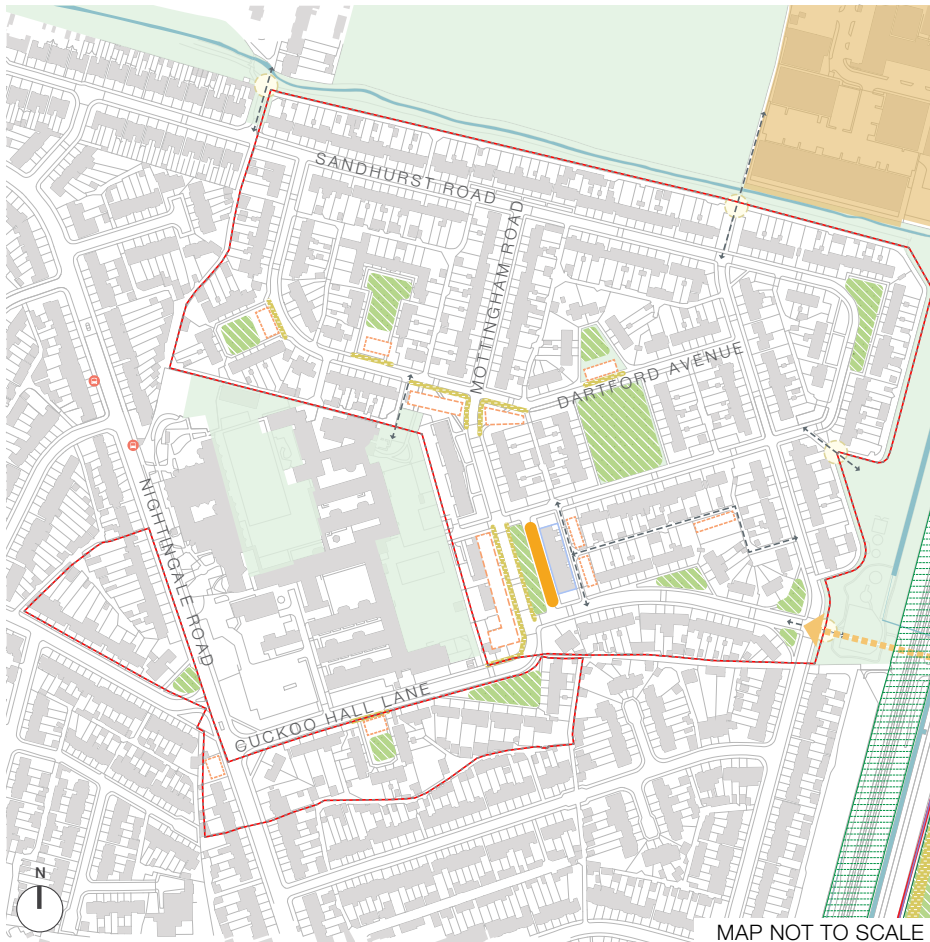 SANDHURST ROAD
MOTTINGHAM ROAD
DARTFORD AVENUE
NIGHTINGALE ROAD
CUCKOO HALL LANE
N
MAP NOT TO SCALE